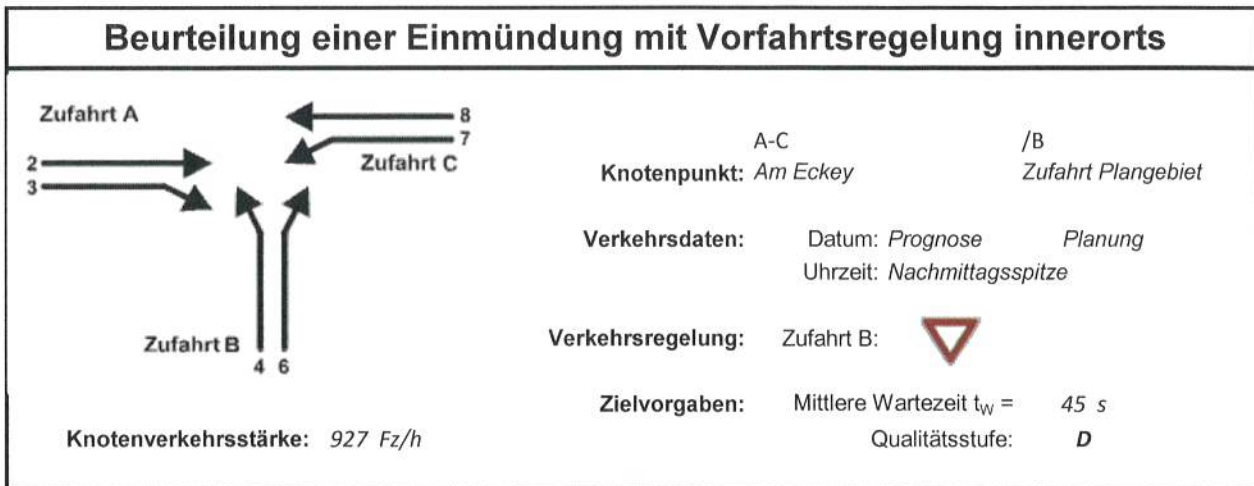 Beurteilung einer Einmündung mit Vorfahrtsregelung innerorts
Zufahrt A
8
7
Zufahrt C
2
3
Zufahrt B
4 6
Knotenverkehrsstärke: 927 Fz/h
A-C /B
Knotenpunkt: Am Eckey Zufahrt Plangebiet
Verkehrsdaten: Datum: Prognose Planung
Uhrzeit: Nachmittagsspitze
Verkehrsregelung: Zufahrt B:
Zielvorgaben: Mittlere Wartezeit tW = 45 s
Qualitätsstufe: D